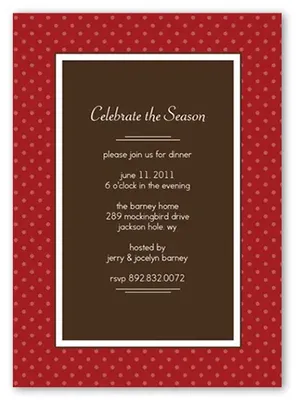 Celebrate the Season
please join us for dinner
june 11, 2011
6 o'clock in the evening
the barney home
289 mockingbird drive
jackson hole, wy
hosted by
jerry & jocelyn barney
rsvp 892.832.0072